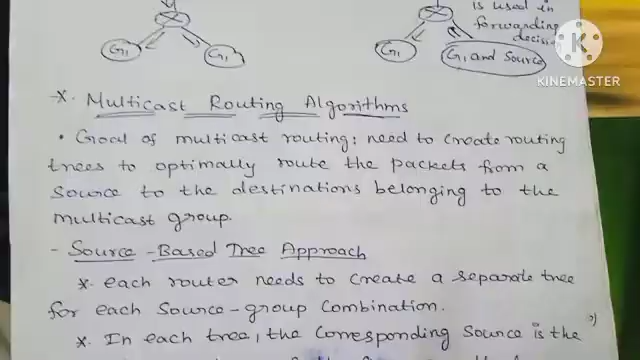 is used in
forwarding
G1
G1
G1
G1 and Source
KINEMASTER
* Multicast Routing Algorithms
• Goal of multicast routing: need to create routing
trees to optimally route the packets from a
source to the destinations belonging to the
multicast group.
- Source-Based Tree Approach
* each router needs to create a separate tree
for each Source-group combination.
* In each tree, the corresponding source is the